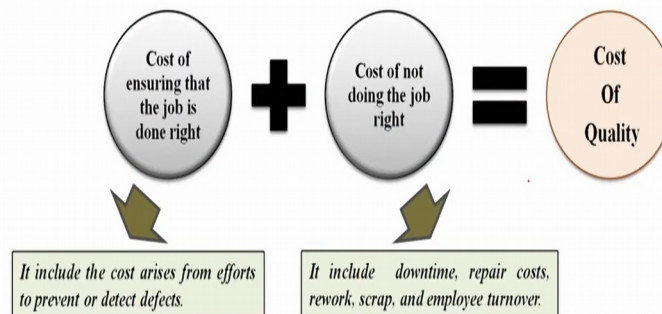 Cost of
ensuring that
the job is
done right
Cost of not
doing the job
right
Cost
Of
Quality
It include the cost arises from efforts
to prevent or detect defects.
It include downtime, repair costs,
rework, scrap, and employee turnover.